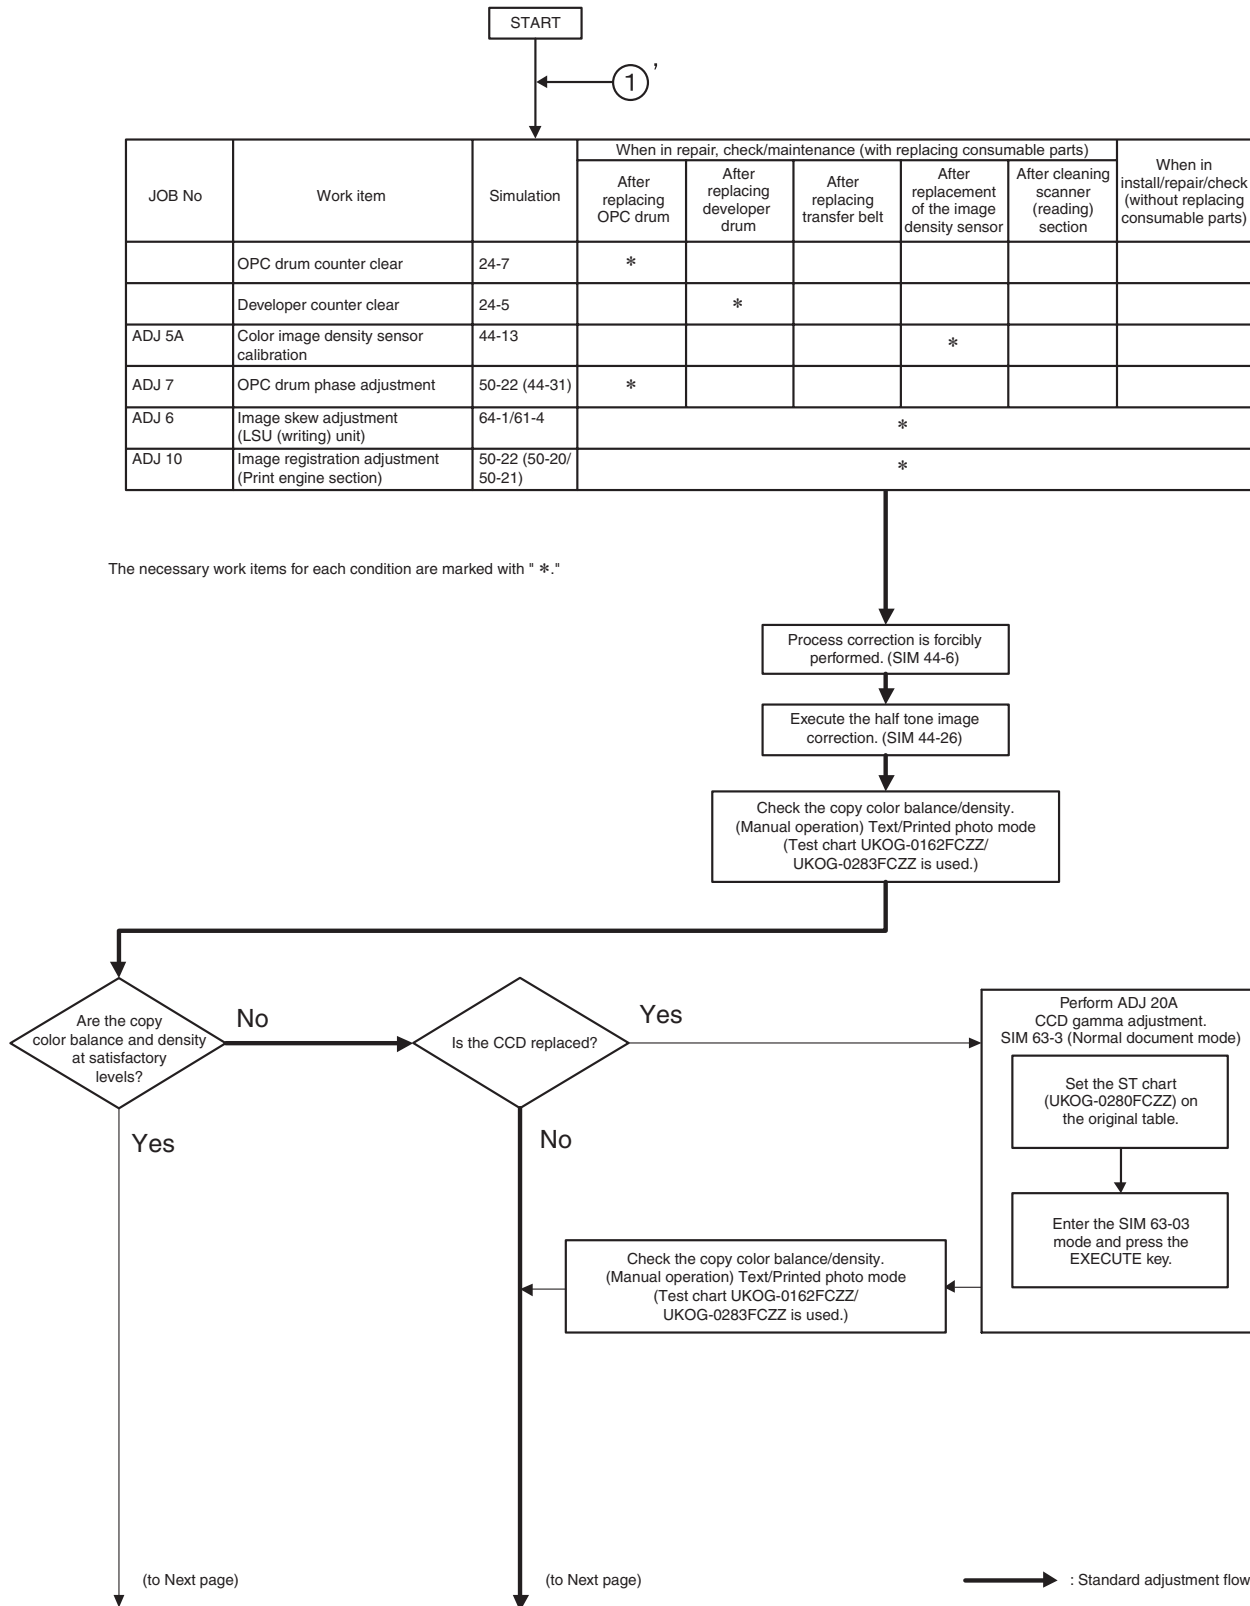 START
1 '
JOB No
Work item
Simulation
When in repair, check/maintenance (with replacing consumable parts)
After
replacing
OPC drum
After
replacing
developer
drum
After
replacing
transfer belt
After
replacement
of the image
density sensor
After cleaning
scanner
(reading)
section
When in
install/repair/check
(without replacing
consumable parts)
OPC drum counter clear 24-7 *
Developer counter clear 24-5 *
ADJ 5A Color image density sensor
calibration 44-13 *
ADJ 7 OPC drum phase adjustment 50-22 (44-31) *
ADJ 6 Image skew adjustment
(LSU (writing) unit) 64-1/61-4 *
ADJ 10 Image registration adjustment
(Print engine section) 50-22 (50-20/
50-21) *
The necessary work items for each condition are marked with " *."
Process correction is forcibly
performed. (SIM 44-6)
Execute the half tone image
correction. (SIM 44-26)
Check the copy color balance/density.
(Manual operation) Text/Printed photo mode
(Test chart UKOG-0162FCZZ/
UKOG-0283FCZZ is used.)
Are the copy
color balance and density
at satisfactory
levels?
No
Yes
Is the CCD replaced?
Yes
No
Perform ADJ 20A
CCD gamma adjustment.
SIM 63-3 (Normal document mode)
Set the ST chart
(UKOG-0280FCZZ) on
the original table.
Enter the SIM 63-03
mode and press the
EXECUTE key.
Check the copy color balance/density.
(Manual operation) Text/Printed photo mode
(Test chart UKOG-0162FCZZ/
UKOG-0283FCZZ is used.)
(to Next page)
(to Next page)
: Standard adjustment flow